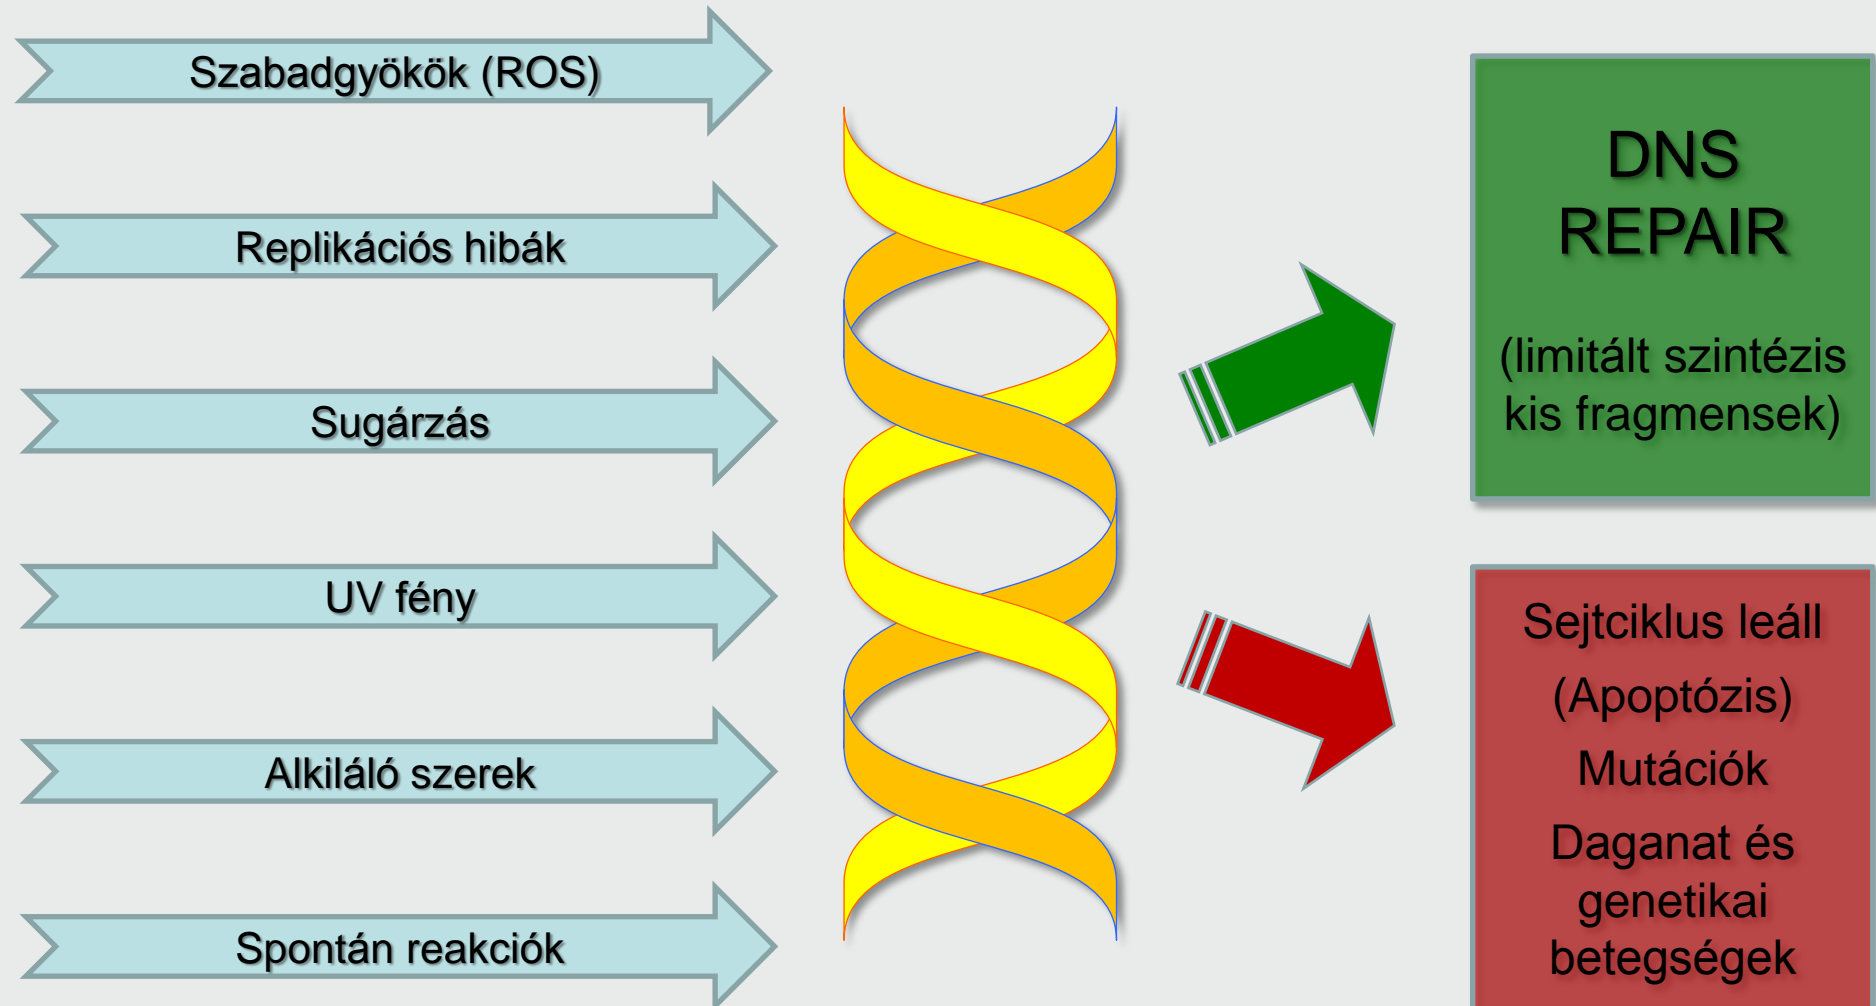 Szabadgyökök (ROS)
Replikációs hibák
Sugárzás
UV fény
Alkiláló szerek
Spontán reakciók
DNS
REPAIR
(limitált szintézis
kis fragmensek)
Sejtciklus leáll
(Apoptózis)
Mutációk
Daganat és
genetikai
betegségek